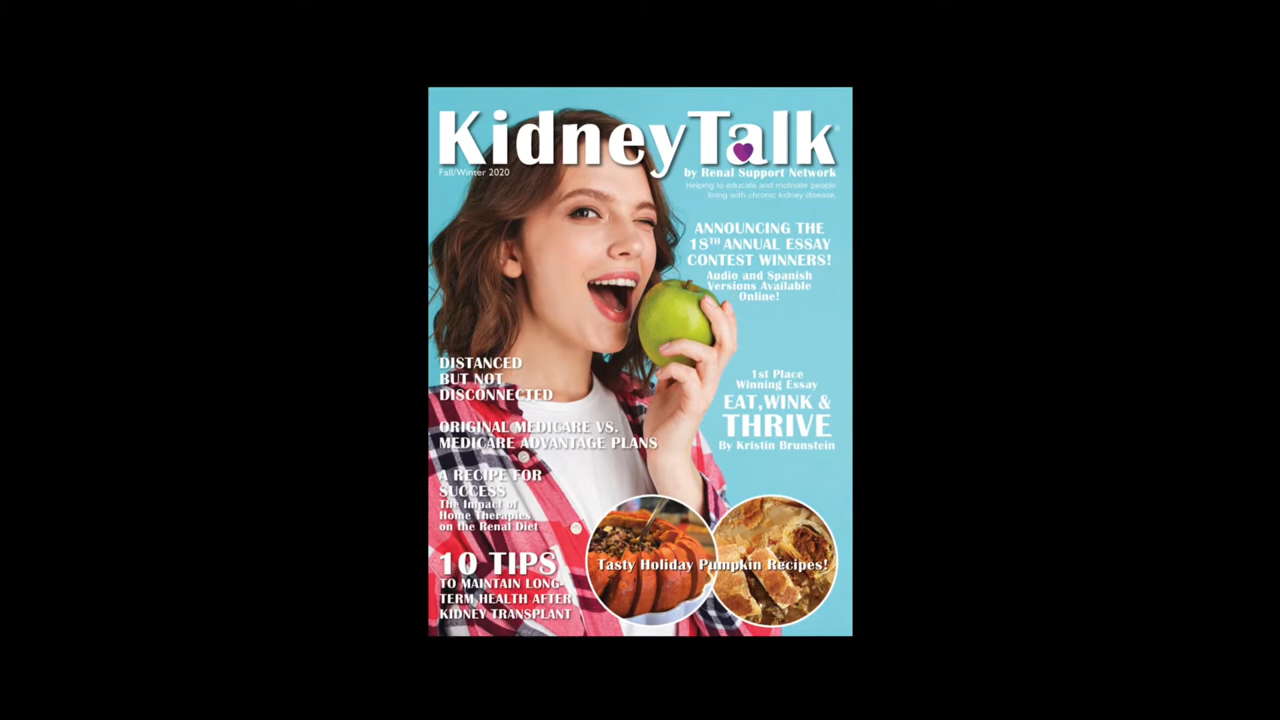 KidneyTalk
Fall/Winter 2020
by Renal Support Network
Helping to educate and motivate people
living with chronic kidney disease.
ANNOUNCING THE
18TH ANNUAL ESSAY
CONTEST WINNERS!
Audio and Spanish
Versions Available
Online!
DISTANCED
BUT NOT
DISCONNECTED
ORIGINAL MEDICARE VS.
MEDICARE ADVANTAGE PLANS
A RECIPE FOR
SUCCESS
The Impact of
Home Therapies
on the Renal Diet
10 TIPS
TO MAINTAIN LONG-
TERM HEALTH AFTER
KIDNEY TRANSPLANT
1st Place
Winning Essay
EAT, WINK &
THRIVE
By Kristin Brunstein
Tasty Holiday Pumpkin Recipes!